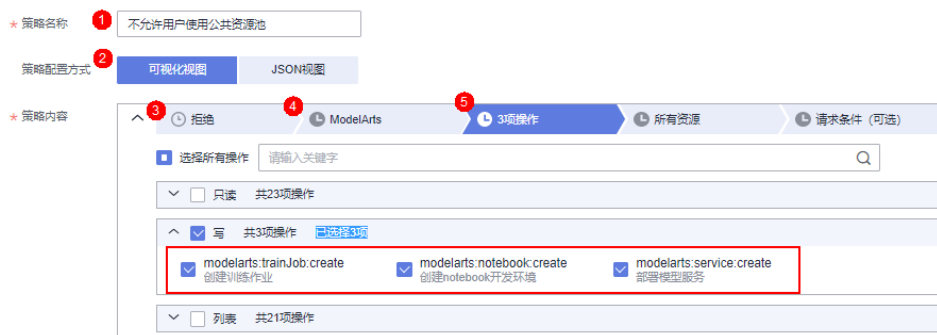 * 策略名称 1 不允许用户使用公共资源池
策略配置方式 2 可视化视图 JSON视图
* 策略内容 3 拒绝 4 ModelArts 5 3项操作 所有资源 请求条件（可选）
选择所有操作 请输入关键字
只读 共23项操作
写 共3项操作 已选择3项
modelarts:trainJob:create modelarts:notebook:create modelarts:service:create
创建训练作业 创建notebook开发环境 部署模型服务
列表 共21项操作